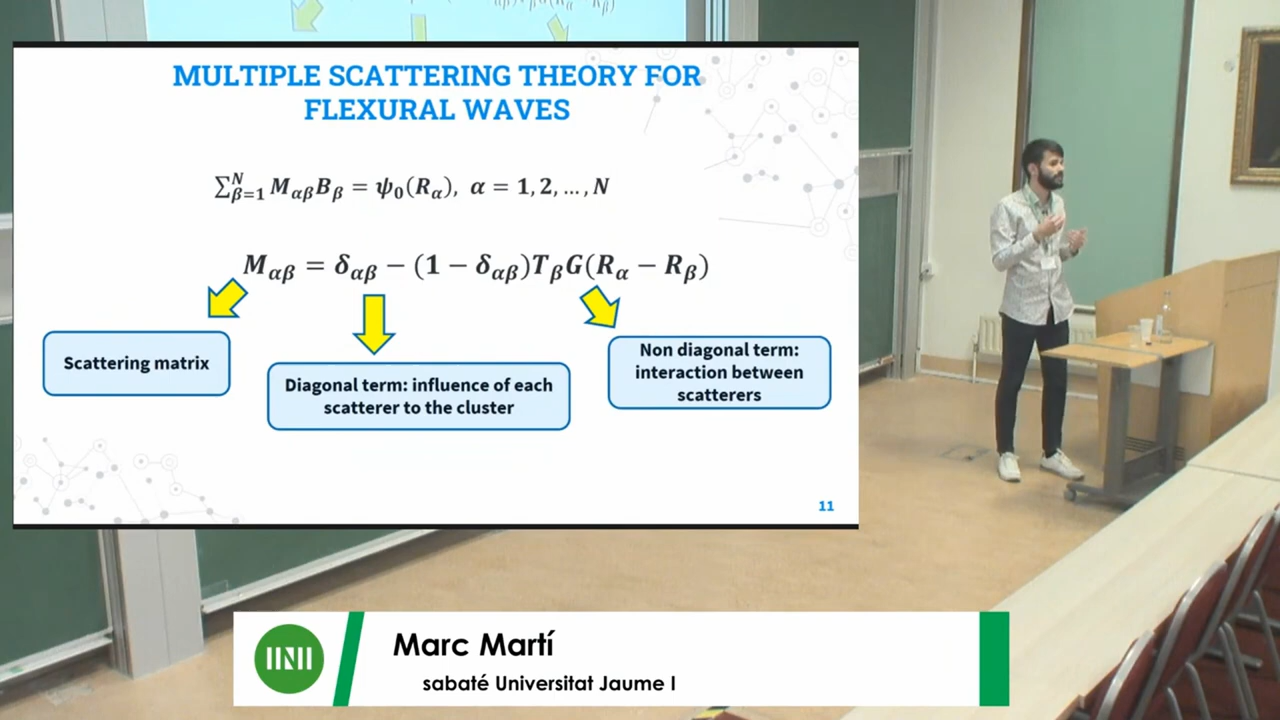 MULTIPLE SCATTERING THEORY FOR
FLEXURAL WAVES
∑_{β=1}^{N} M_{αβ}B_β = ψ_0(R_α), α = 1, 2, …, N
M_{αβ} = δ_{αβ} − (1 − δ_{αβ})T_βG(R_α − R_β)
Scattering matrix
Diagonal term: influence of each
scatterer to the cluster
Non diagonal term:
interaction between
scatterers
11
Marc Martí
sabaté Universitat Jaume I